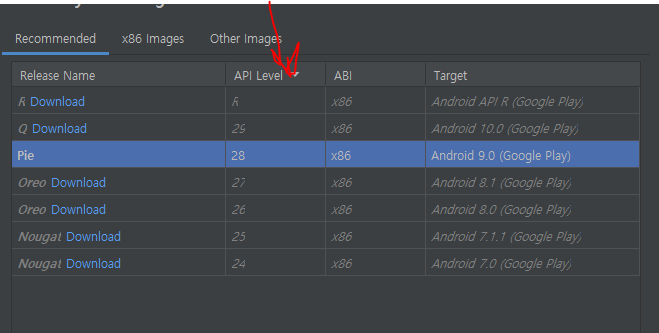 Recommended x86 Images Other Images
Release Name API Level ABI Target
R Download R x86 Android API R (Google Play)
Q Download 29 x86 Android 10.0 (Google Play)
Pie 28 x86 Android 9.0 (Google Play)
Oreo Download 27 x86 Android 8.1 (Google Play)
Oreo Download 26 x86 Android 8.0 (Google Play)
Nougat Download 25 x86 Android 7.1.1 (Google Play)
Nougat Download 24 x86 Android 7.0 (Google Play)